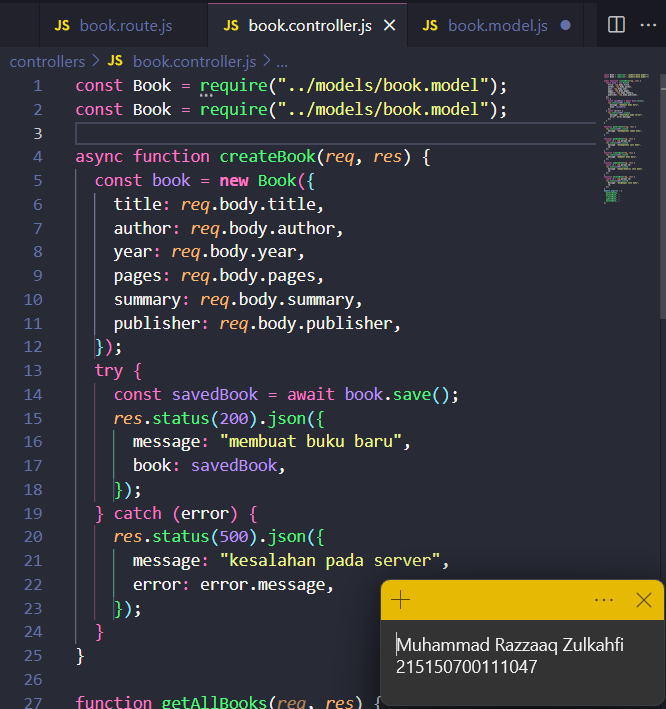 JS book.route.js JS book.controller.js JS book.model.js
controllers > JS book.controller.js > ...
1 const Book = require("../models/book.model");
2 const Book = require("../models/book.model");
3
4 async function createBook(req, res) {
5   const book = new Book({
6     title: req.body.title,
7     author: req.body.author,
8     year: req.body.year,
9     pages: req.body.pages,
10     summary: req.body.summary,
11     publisher: req.body.publisher,
12   });
13   try {
14     const savedBook = await book.save();
15     res.status(200).json({
16       message: "membuat buku baru",
17       book: savedBook,
18     });
19   } catch (error) {
20     res.status(500).json({
21       message: "kesalahan pada server",
22       error: error.message,
23     });
24   }
25 }
26
27 function getAllBooks(req, res) {
Muhammad Razzaaq Zulkahfi
215150700111047